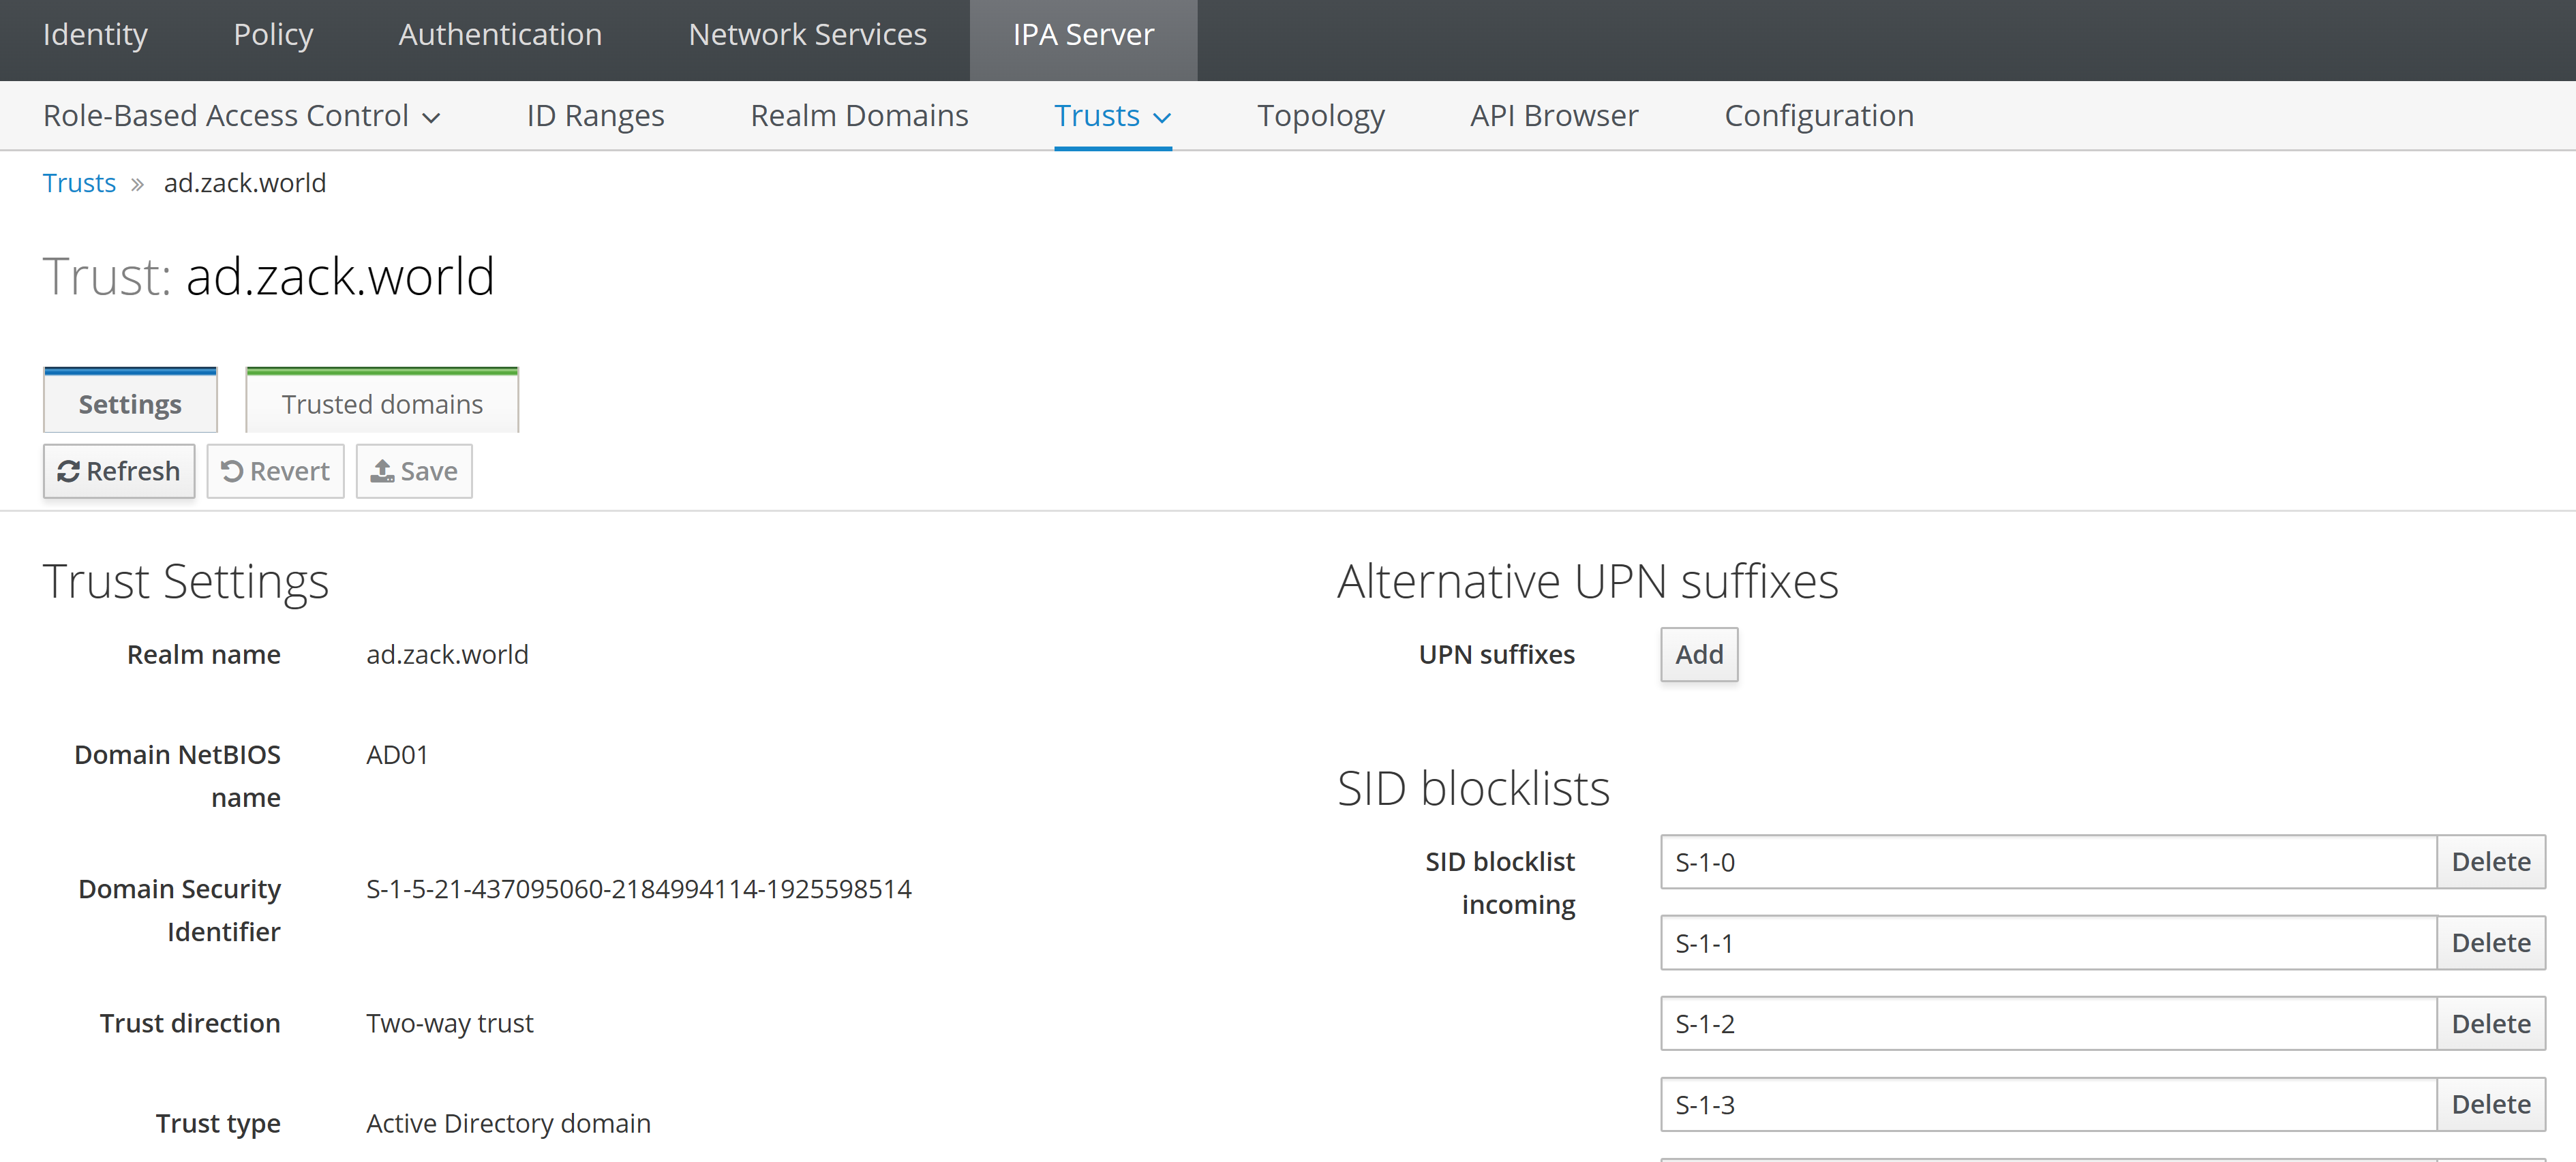 Identity Policy Authentication Network Services IPA Server
Role-Based Access Control ID Ranges Realm Domains Trusts Topology API Browser Configuration
Trusts » ad.zack.world
Trust: ad.zack.world
Settings Trusted domains
Refresh Revert Save
Trust Settings
Realm name ad.zack.world
Domain NetBIOS name AD01
Domain Security Identifier S-1-5-21-437095060-2184994114-1925598514
Trust direction Two-way trust
Trust type Active Directory domain
Alternative UPN suffixes
UPN suffixes Add
SID blocklists
SID blocklist incoming
S-1-0 Delete
S-1-1 Delete
S-1-2 Delete
S-1-3 Delete